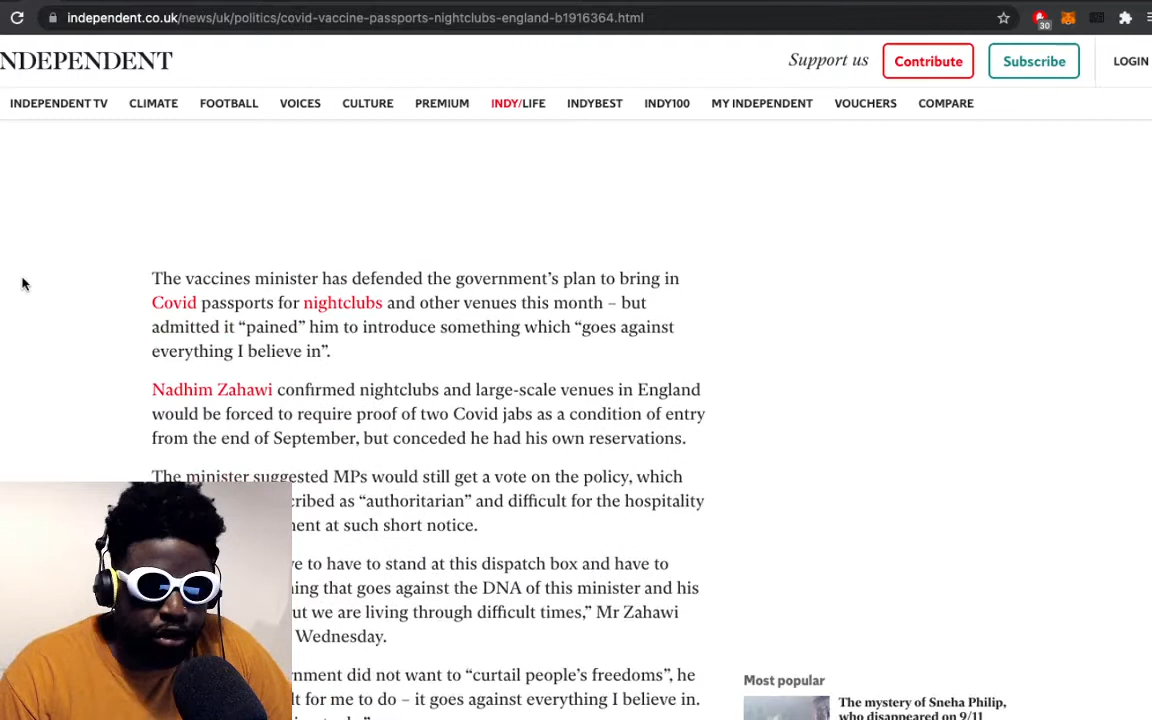 independent.co.uk/news/uk/politics/covid-vaccine-passports-nightclubs-england-b1916364.html
30
NDEPENDENT
Support us
Contribute
Subscribe
LOGIN
INDEPENDENT TV CLIMATE FOOTBALL VOICES CULTURE PREMIUM INDY/LIFE INDYBEST INDY100 MY INDEPENDENT VOUCHERS COMPARE
The vaccines minister has defended the government's plan to bring in
Covid passports for nightclubs and other venues this month – but
admitted it “pained” him to introduce something which “goes against
everything I believe in”.
Nadhim Zahawi confirmed nightclubs and large-scale venues in England
would be forced to require proof of two Covid jabs as a condition of entry
from the end of September, but conceded he had his own reservations.
The minister suggested MPs would still get a vote on the policy, which
cribed as “authoritarian” and difficult for the hospitality
ent at such short notice.
e to have to stand at this dispatch box and have to
ing that goes against the DNA of this minister and his
ut we are living through difficult times,” Mr Zahawi
Wednesday.
nment did not want to “curtail people's freedoms”, he
lt for me to do – it goes against everything I believe in.
Most popular
The mystery of Sneha Philip,
who disappeared on 9/11